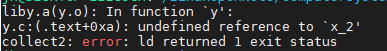 liby.a(y.o): In function `y':
y.c:(.text+0xa): undefined reference to `x_2'
collect2: error: ld returned 1 exit status